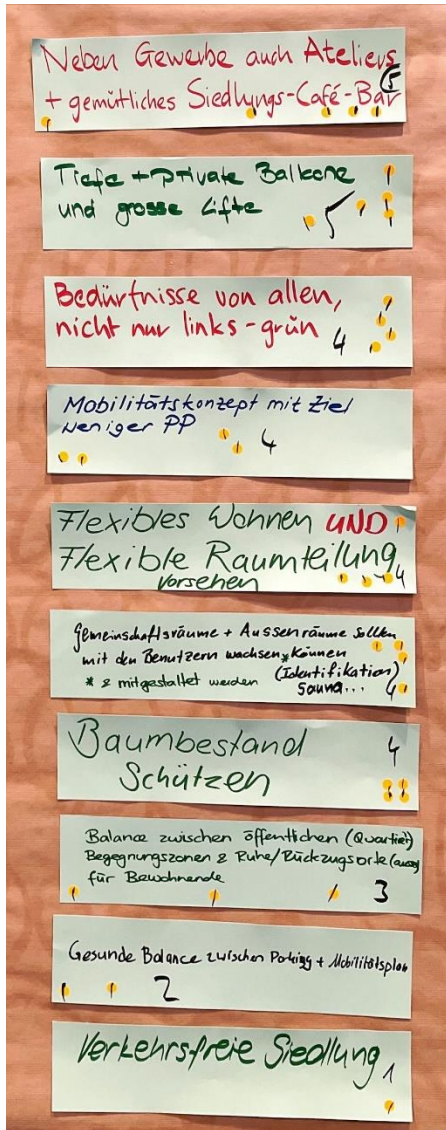 Neben Gewerbe auch Ateliers
+ gemütliches Siedlungs-Café-Bar
5
Tiefe + private Balkone
und grosse Lifte
5
Bedürfnisse von allen,
nicht nur links-grün
4
Mobilitätskonzept mit Ziel
weniger PP
4
Flexibles Wohnen UND
Flexible Raumteilung
vorsehen
4
Gemeinschaftsräume + Aussenräume sollen
mit den Benutzern wachsen * können
* & mitgestaltet werden (Identifikation)
Sauna...
4
Baumbestand
Schützen
4
Balance zwischen öffentlichen (Quartier)
Begegnungszonen & Ruhe/Rückzugsorte
für Bewohnende
3
Gesunde Balance zwischen Parking + Mobilitätsplan
2
Verkehrsfreie Siedlung
1